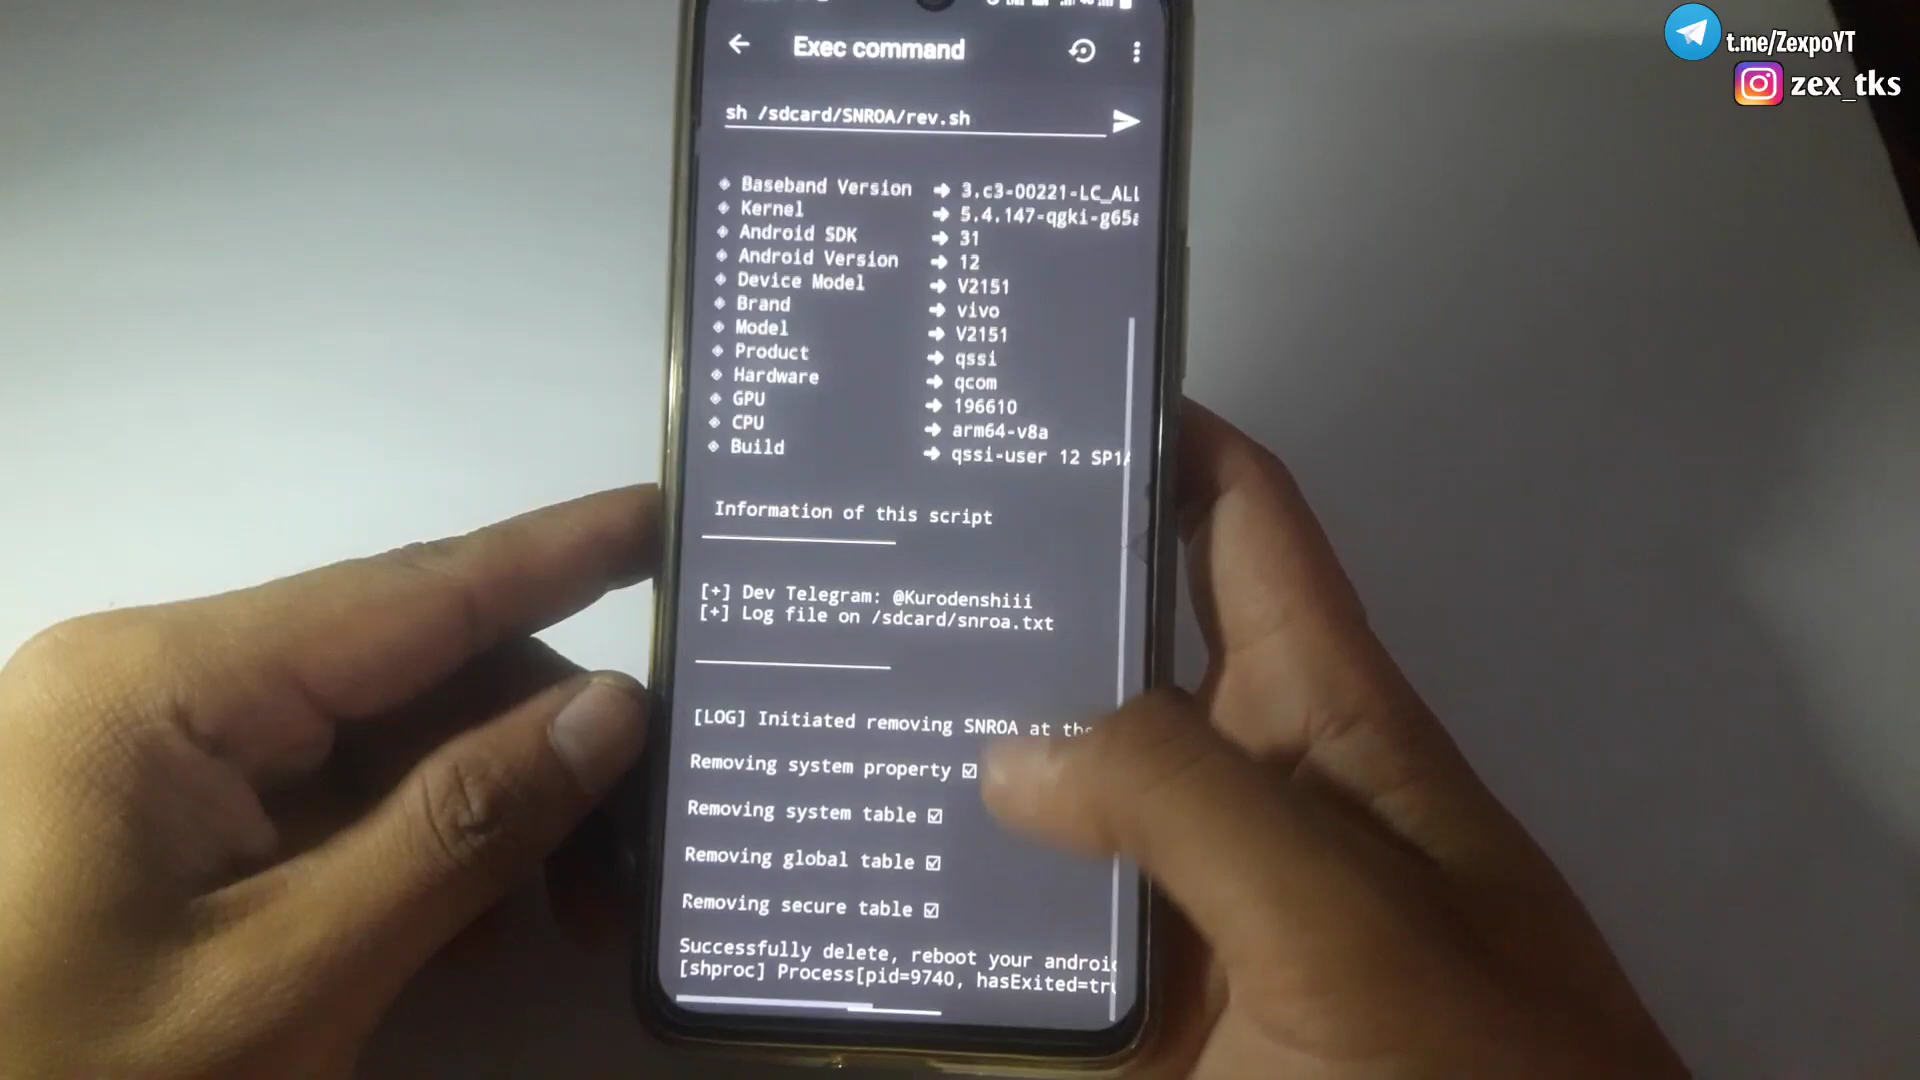 t.me/ZexpoYT
zex_tks
Exec command
sh /sdcard/SNROA/rev.sh
Baseband Version ➜ 3.c3-00221-LC_ALL
Kernel ➜ 5.4.147-qgki-g65a
Android SDK ➜ 31
Android Version ➜ 12
Device Model ➜ V2151
Brand ➜ vivo
Model ➜ V2151
Product ➜ qssi
Hardware ➜ qcom
GPU ➜ 196610
CPU ➜ arm64-v8a
Build ➜ qssi-user 12 SP1A
Information of this script
[+] Dev Telegram: @Kurodenshiii
[+] Log file on /sdcard/snroa.txt
[LOG] Initiated removing SNROA at the
Removing system property ☑
Removing system table ☑
Removing global table ☑
Removing secure table ☑
Successfully delete, reboot your android
[shproc] Process[pid=9740, hasExited=tru